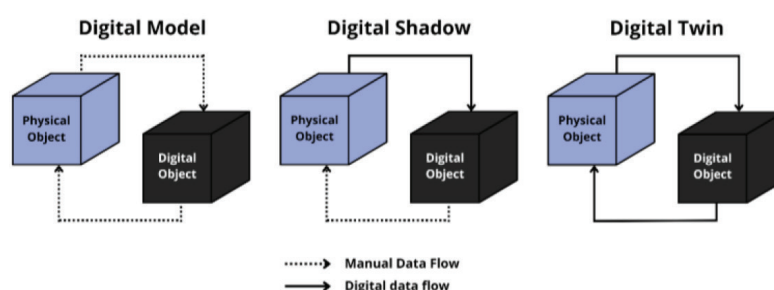 Digital Model
Digital Shadow
Digital Twin
Physical
Object
Digital
Object
Physical
Object
Digital
Object
Physical
Object
Digital
Object
Manual Data Flow
Digital data flow